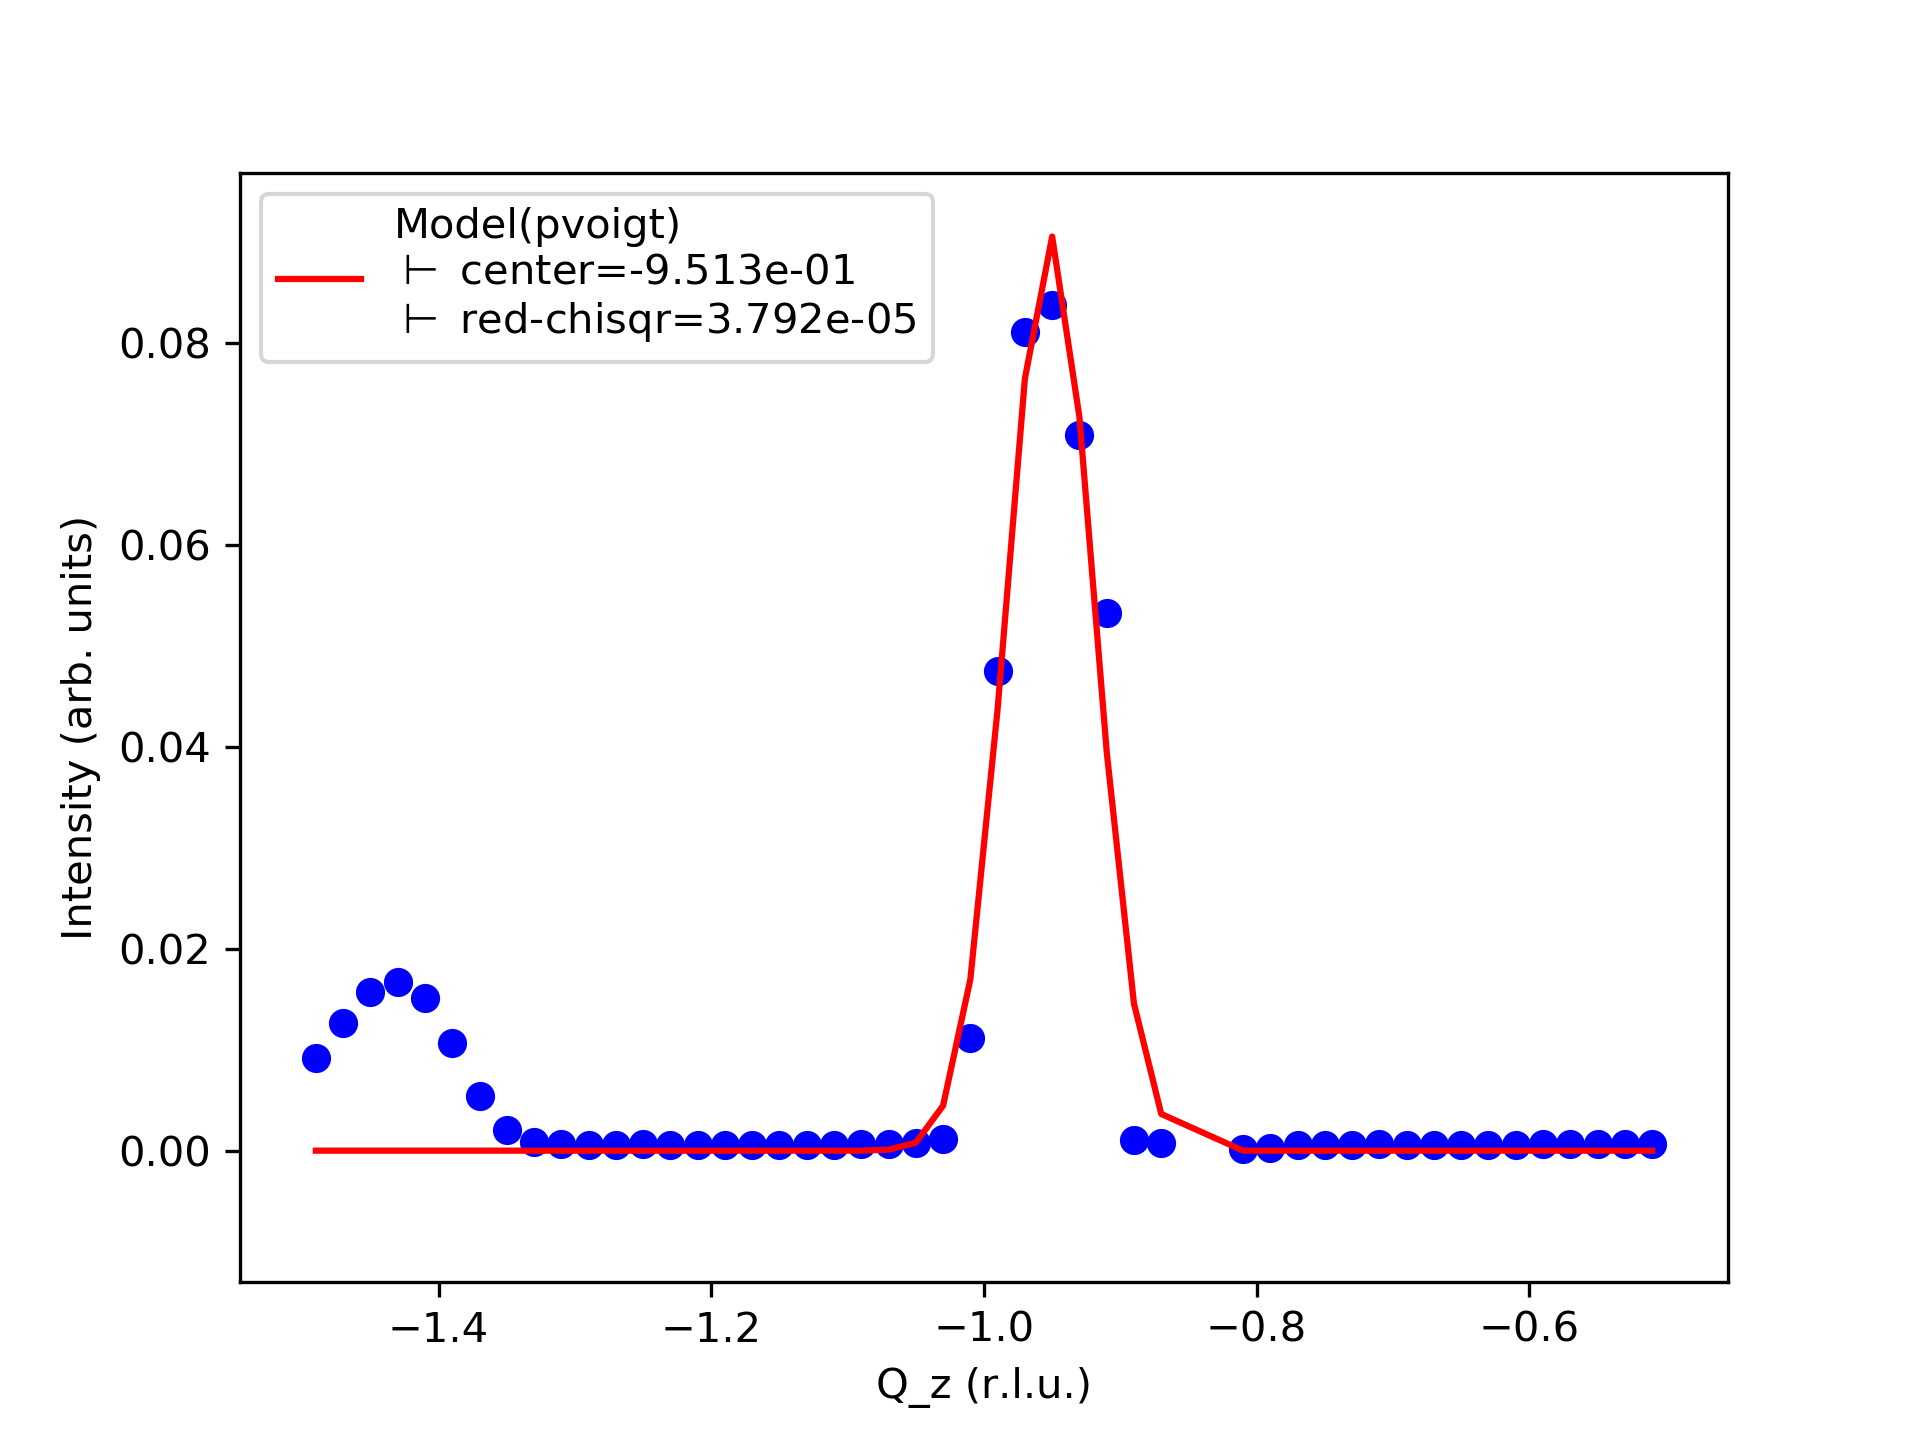 Model(pvoigt)
⊢ center=-9.513e-01
⊢ red-chisqr=3.792e-05
0.08
0.06
0.04
0.02
0.00
Intensity (arb. units)
−1.4 −1.2 −1.0 −0.8 −0.6
Q_z (r.l.u.)